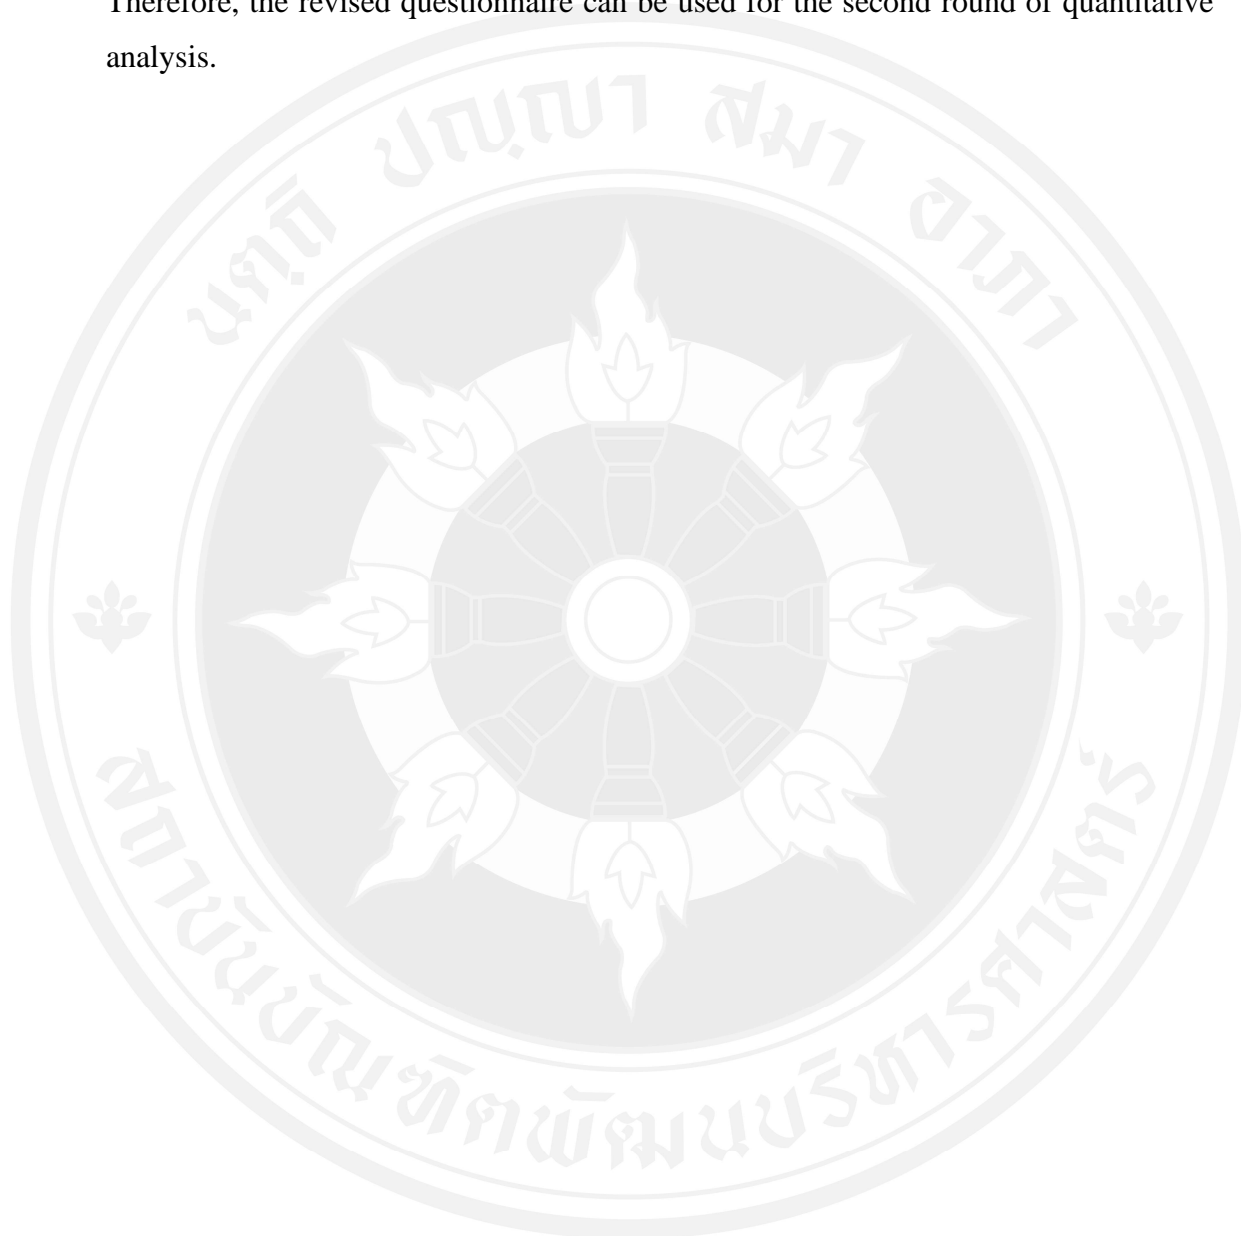 Therefore, the revised questionnaire can be used for the second round of quantitative
analysis.
นตฺถิ ปญฺญา สมา อาภา
สถาบันบัณฑิตพัฒนบริหารศาสตร์